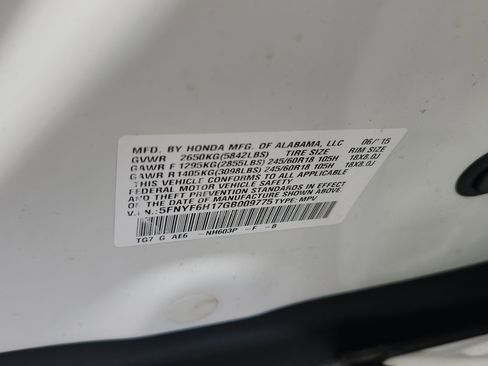 MFD. BY HONDA MFG. OF ALABAMA, LLC 06/'15
GVWR 2650KG(5842LBS) TIRE SIZE RIM SIZE
GAWR F 1295KG(2855LBS) 245/60R18 105H 18X8.0J
GAWR R 1405KG(3098LBS) 245/60R18 105H 18X8.0J
THIS VEHICLE CONFORMS TO ALL APPLICABLE
FEDERAL MOTOR VEHICLE SAFETY AND
THEFT PREVENTION STANDARDS IN EFFECT
ON THE DATE OF MANUFACTURE SHOWN ABOVE.
V.I.N.: 5FNYF6H17GB009775 TYPE: MPV
TG7 G AE6 -NH603P -F -B